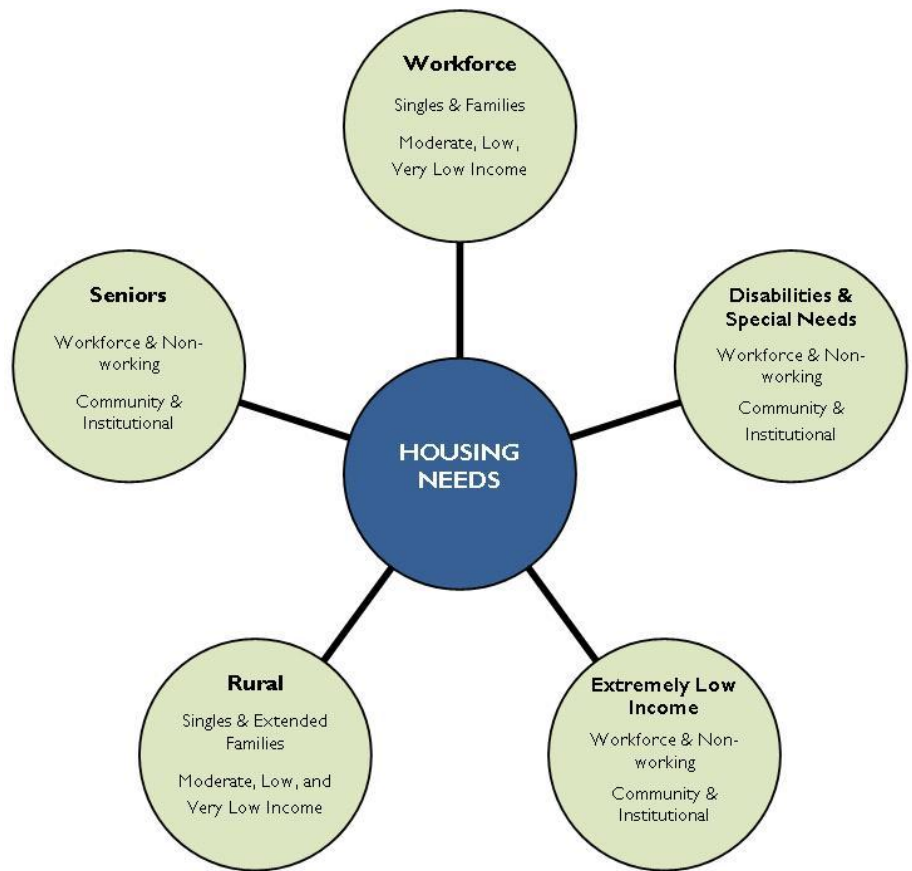 Workforce
Singles & Families
Moderate, Low,
Very Low Income
Seniors
Workforce & Non-
working
Community &
Institutional
Disabilities &
Special Needs
Workforce & Non-
working
Community &
Institutional
HOUSING
NEEDS
Rural
Singles & Extended
Families
Moderate, Low, and
Very Low Income
Extremely Low
Income
Workforce & Non-
working
Community &
Institutional